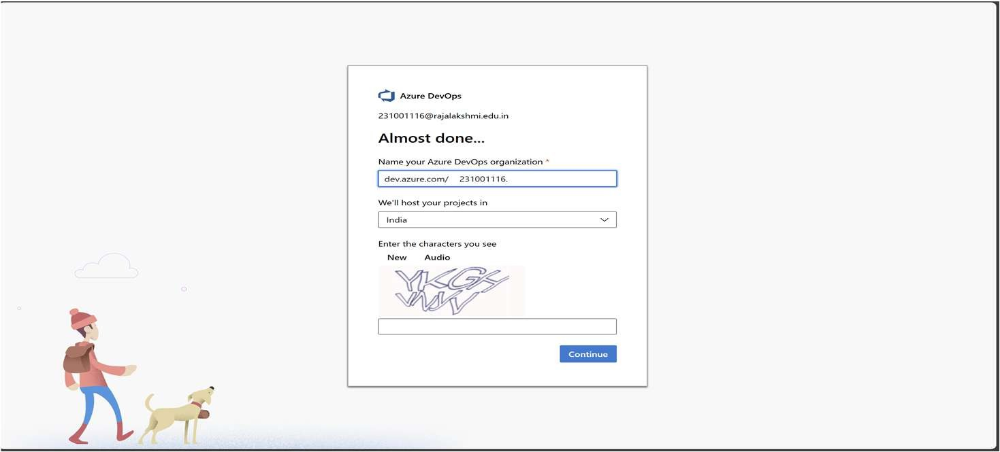 Azure DevOps
231001116@rajalakshmi.edu.in
Almost done...
Name your Azure DevOps organization *
dev.azure.com/ 231001116.
We'll host your projects in
India
Enter the characters you see
New Audio
Continue